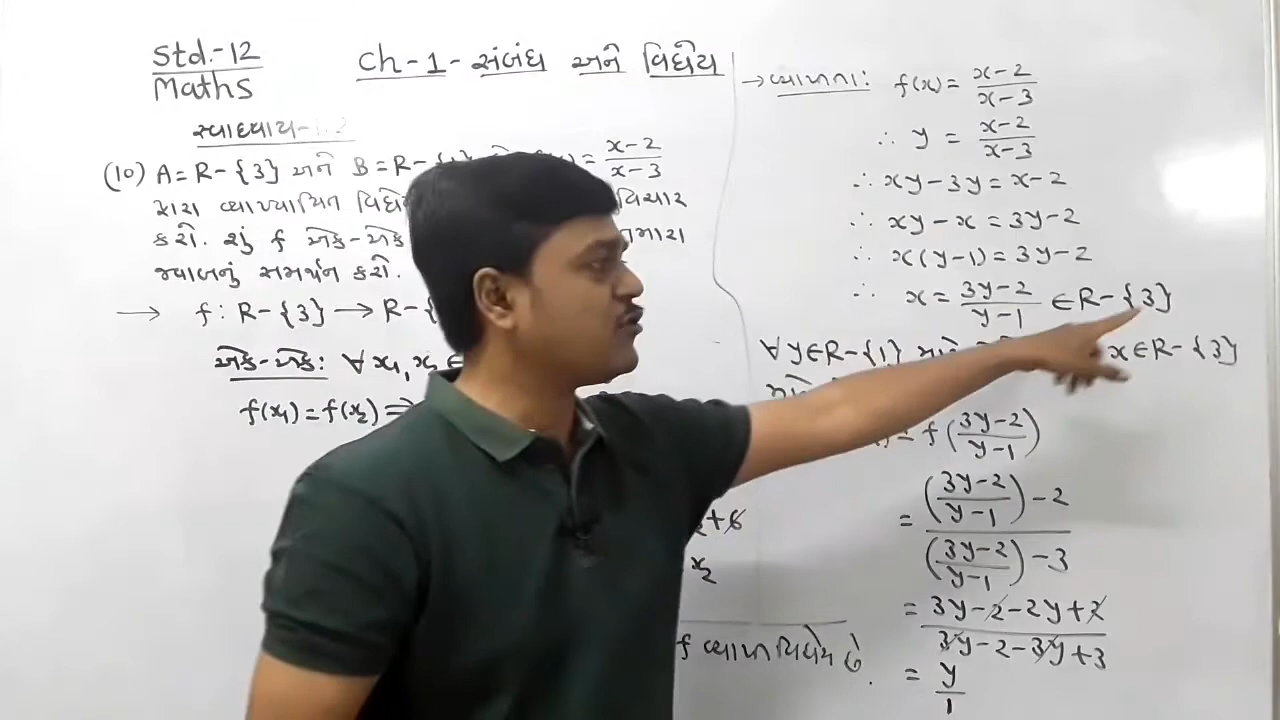 Std.-12
Maths
Ch-1-સંબંધ અને વિધેય
સ્વાધ્યાય-1.2
(10) A=R-{3} અને B=R- = x-2/x-3
દ્વારા વ્યાખ્યાયિત વિચાર
કરો. શું f એક-એક તમારા
જવાબનું સમર્થન કરો.
→ f: R-{3} → R-{
એક-એક: ∀ x₁, x₂ ∈
f(x₁) = f(x₂) ⇒
+6
x₂
f વ્યાપ્ત વિધેય છે.
→ વ્યાપ્તતા: f(x) = x-2/x-3
∴ y = x-2/x-3
∴ xy-3y = x-2
∴ xy-x = 3y-2
∴ x(y-1) = 3y-2
∴ x = 3y-2/y-1 ∈ R-{3}
∀ y∈R-{1} માટે x∈R-{3}
= f(3y-2/y-1)
= (3y-2/y-1)-2 / (3y-2/y-1)-3
= 3y-2-2y+2 / 3y-2-3y+3
= y/1